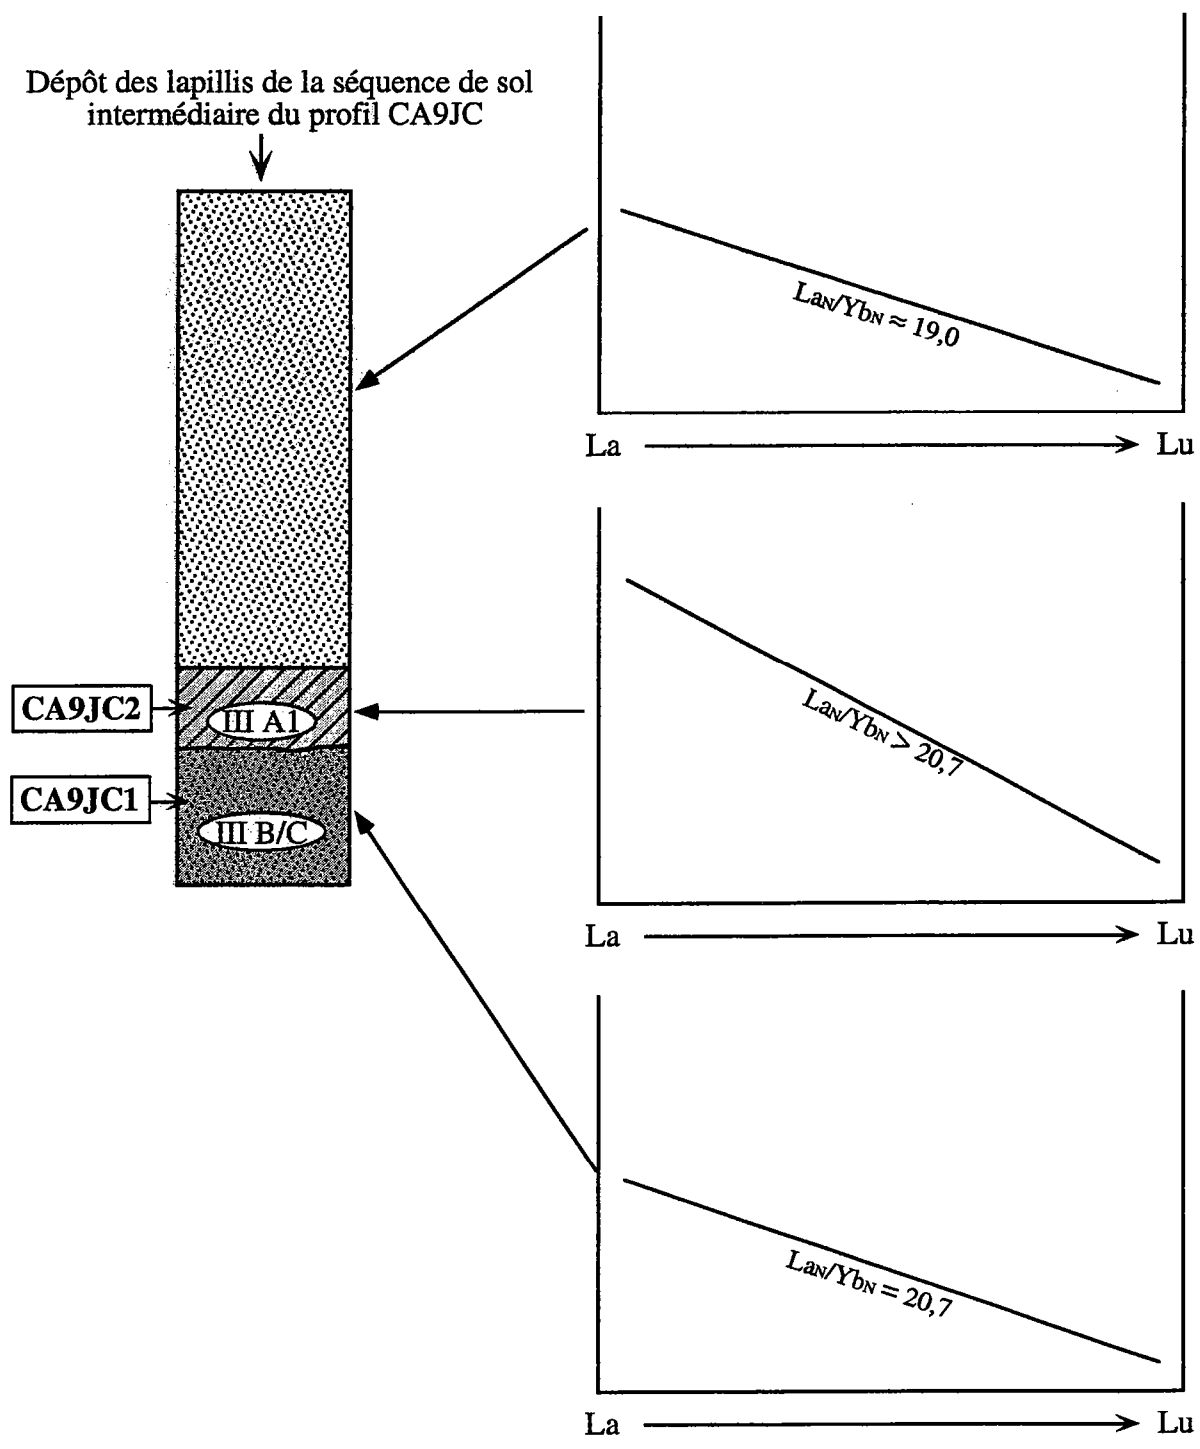 Dépôt des lapillis de la séquence de sol
intermédiaire du profil CA9JC
LaN/YbN ≈ 19,0
La
Lu
CA9JC2
III A1
LaN/YbN > 20,7
CA9JC1
III B/C
La
Lu
LaN/YbN = 20,7
La
Lu